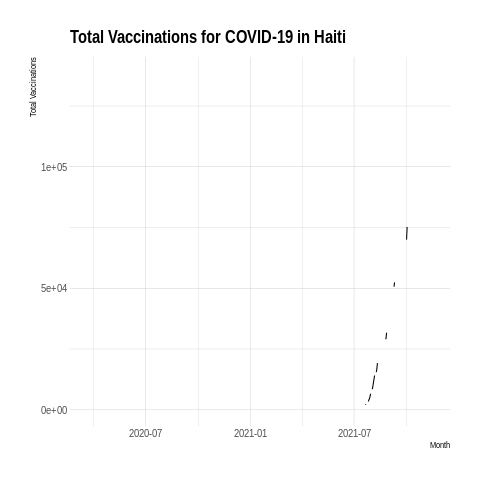 Total Vaccinations for COVID-19 in Haiti
Total Vaccinations
1e+05
5e+04
0e+00
2020-07 2021-01 2021-07
Month